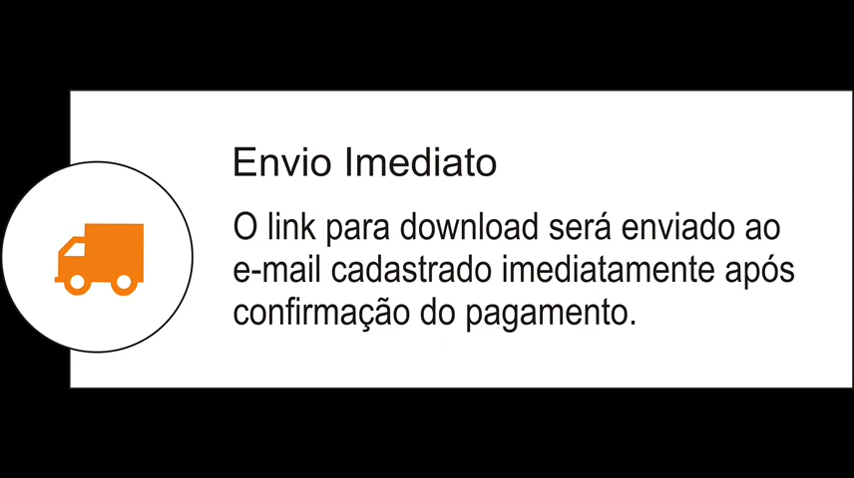 Envio Imediato
O link para download será enviado ao
e-mail cadastrado imediatamente após
confirmação do pagamento.